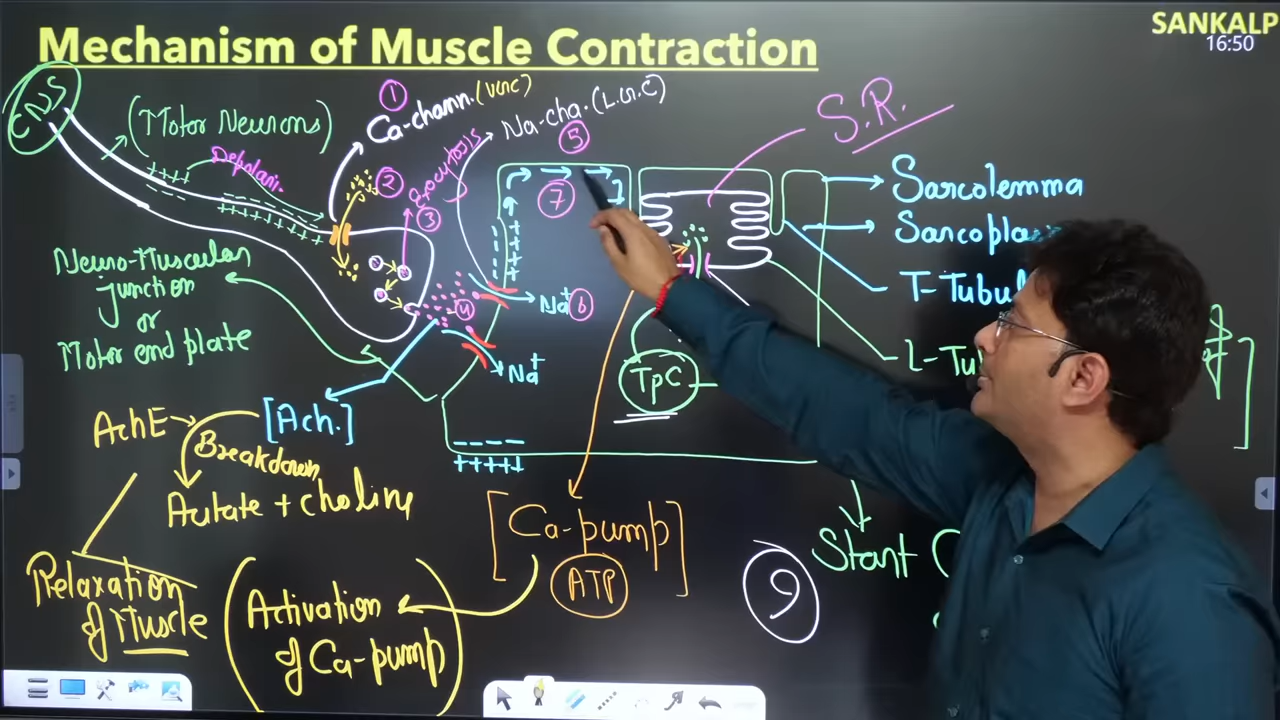 Mechanism of Muscle Contraction
SANKALP
16:50
CNS
(Motor Neurons)
+++++
Depolari.
+++++++
①
Ca-chann.(VGC)
②
Exocytosis
③
Na-cha.(L.G.C)
⑤
⑦
S.R.
Sarcolemma
Sarcopla
T-Tubul
L-Tu
Neuro-Muscular
junction
or
Motor end plate
④
Na+ ⑥
Na+
TpC
AchE
[Ach.]
Breakdown
Acetate + choline
+++++
[Ca-pump]
ATP
Relaxation
of Muscle
(Activation
of Ca-pump)
9
Start (